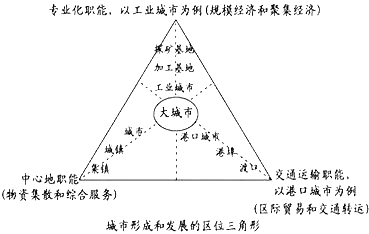 专业化职能，以工业城市为例(规模经济和聚集经济)
煤矿基地
加工基地
工业城市
大城市
城市
港口城市
城镇
港埠
集镇
渡口
中心地职能
(物资集散和综合服务)
交通运输职能，
以港口城市为例
(区际贸易和交通转运)
城市形成和发展的区位三角形